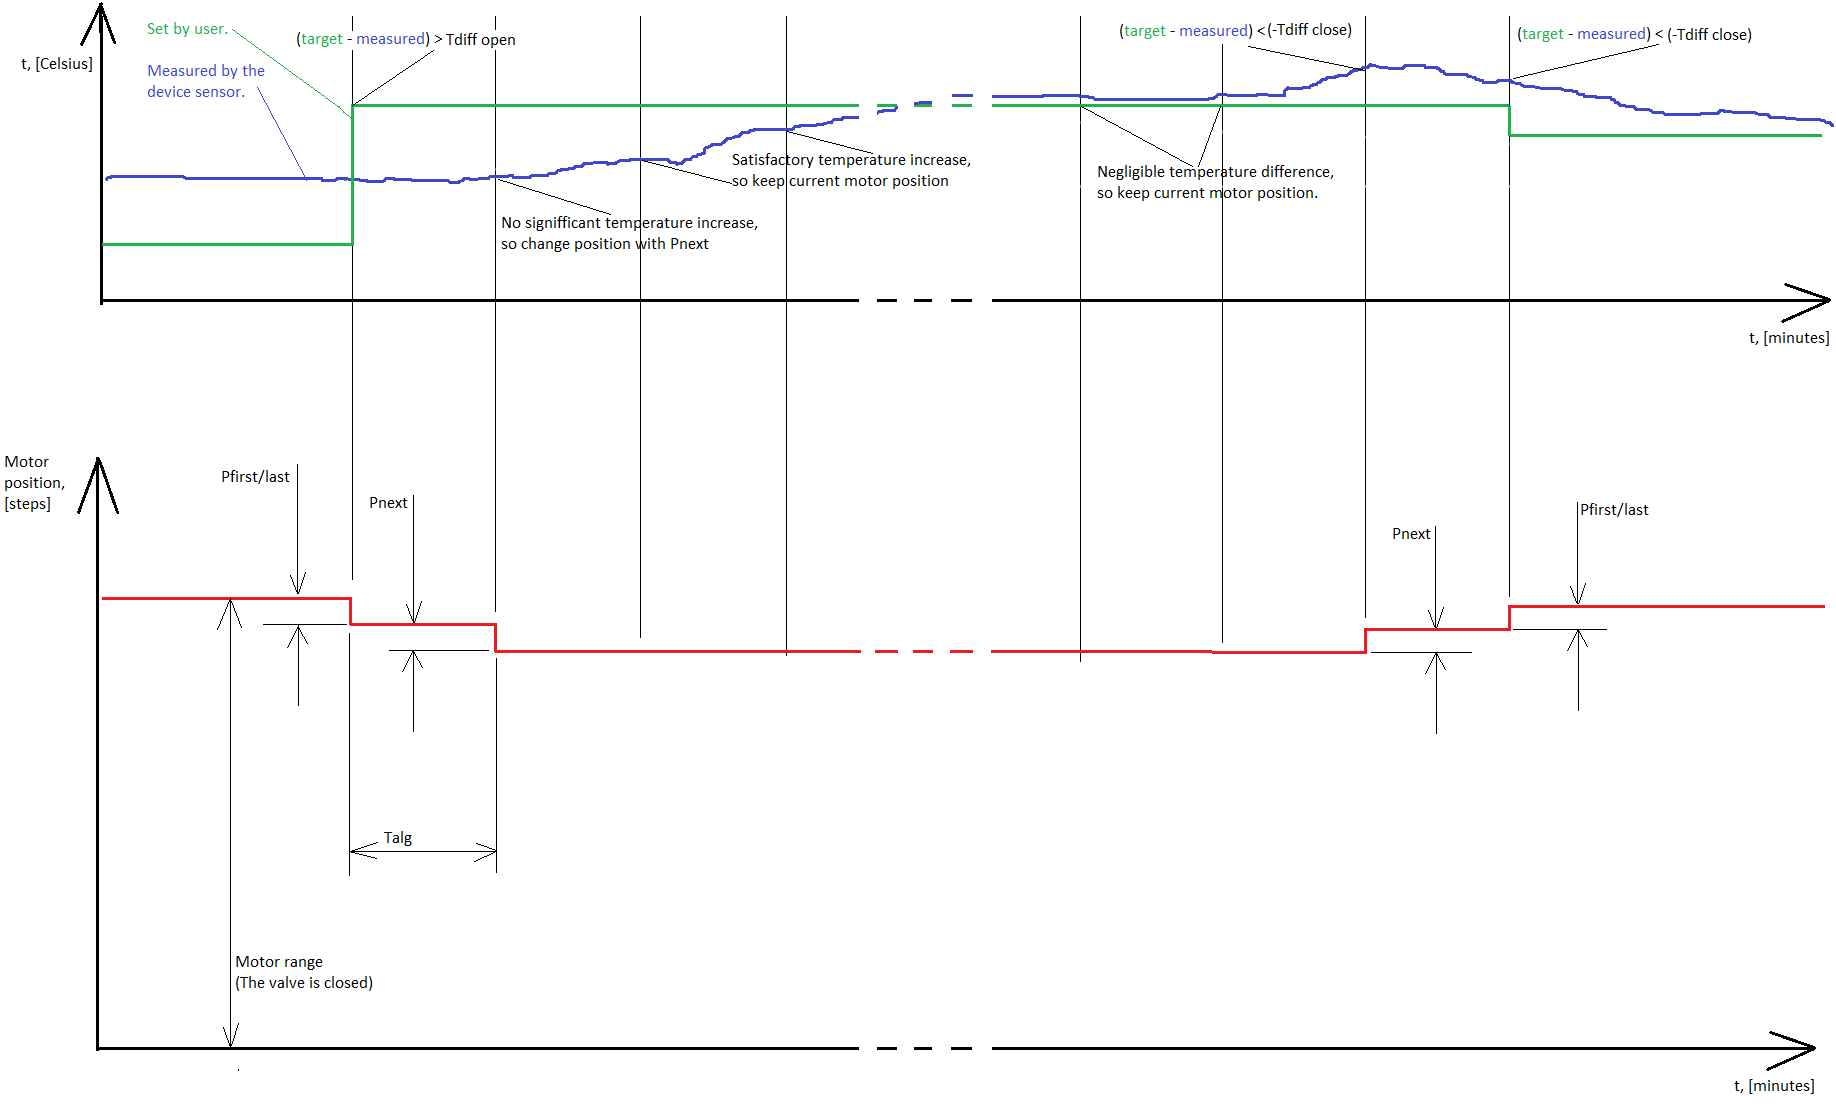 Set by user.
(target - measured) > Tdiff open
(target - measured) <(-Tdiff close)
(target - measured) < (-Tdiff close)
t, [Celsius]
Measured by the
device sensor.
Satisfactory temperature increase,
so keep current motor position
Negligible temperature difference,
so keep current motor position.
No signifficant temperature increase,
so change position with Pnext
t, [minutes]
Motor
position,
[steps]
Pfirst/last
Pnext
Pnext
Pfirst/last
Talg
Motor range
(The valve is closed)
t, [minutes]